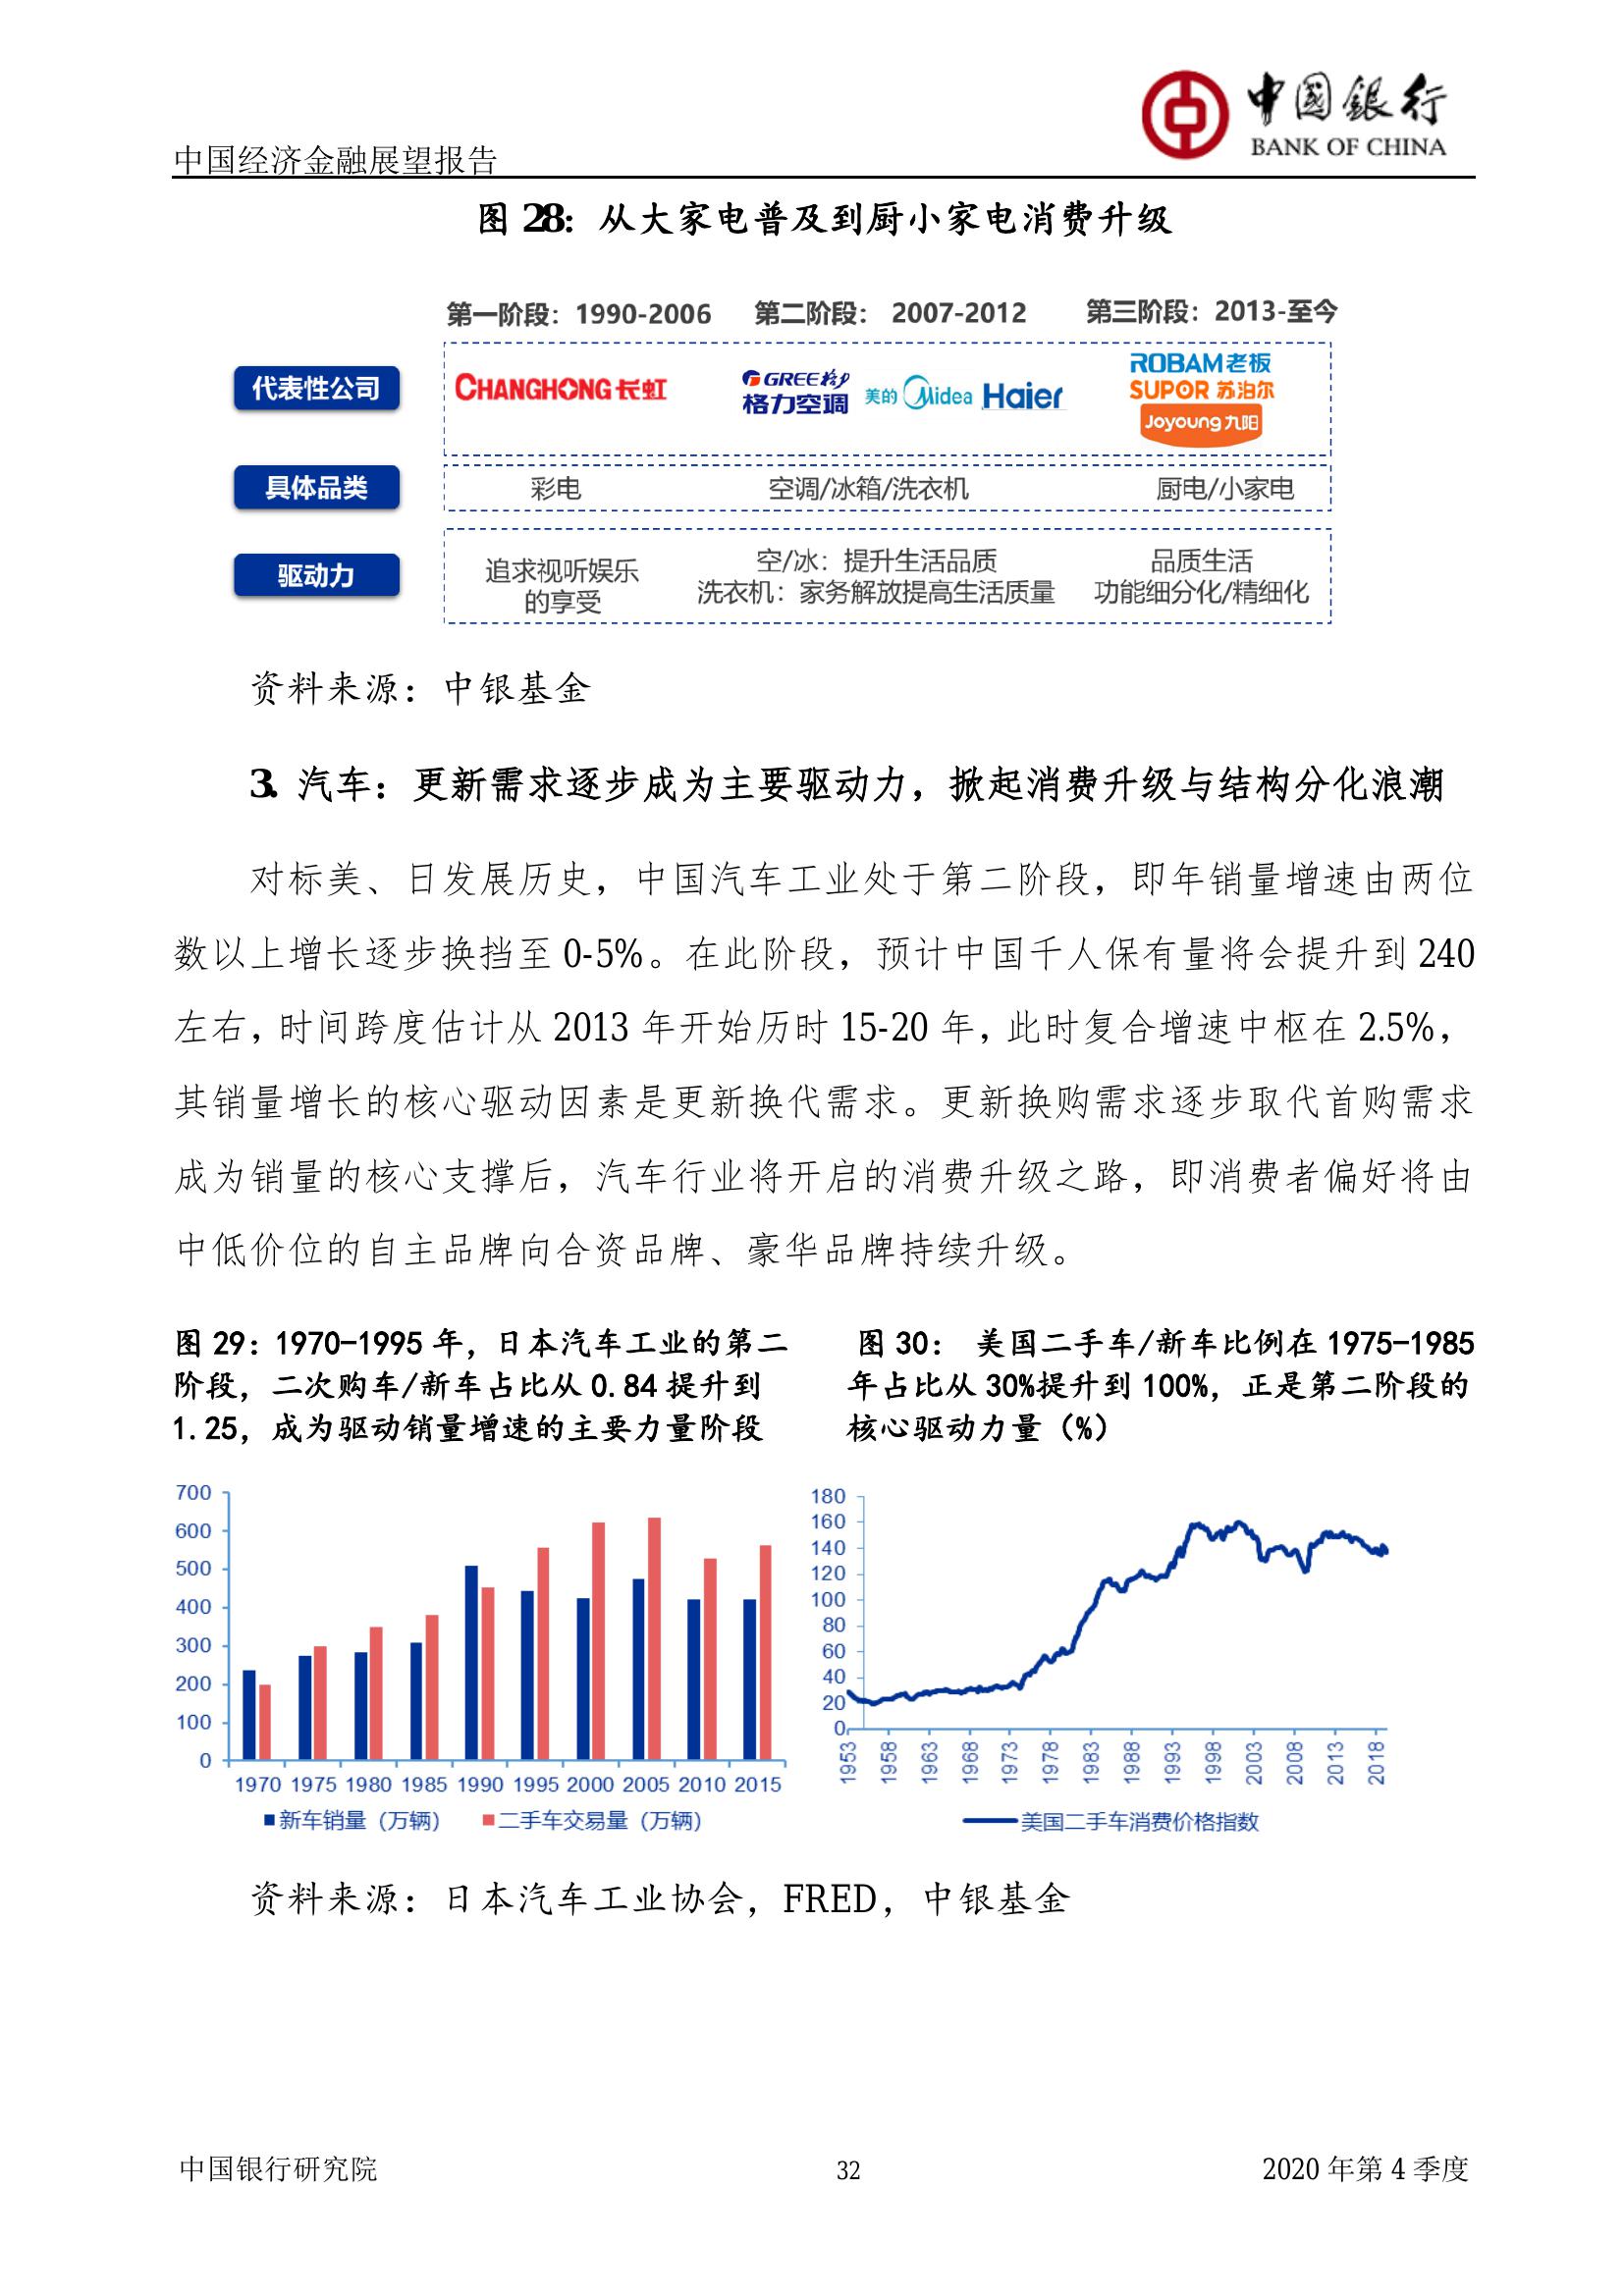 中国银行
BANK OF CHINA
中国经济金融展望报告
图 28: 从大家电普及到厨小家电消费升级
第一阶段：1990-2006 第二阶段： 2007-2012 第三阶段：2013-至今
代表性公司
CHANGHONG 长虹
GREE 格力
格力空调
美的 Midea Haier
ROBAM 老板
SUPOR 苏泊尔
Joyoung 九阳
具体品类
彩电 空调/冰箱/洗衣机 厨电/小家电
驱动力
追求视听娱乐
的享受
空/冰：提升生活品质
洗衣机：家务解放提高生活质量
品质生活
功能细分化/精细化
资料来源：中银基金
3. 汽车：更新需求逐步成为主要驱动力，掀起消费升级与结构分化浪潮
对标美、日发展历史，中国汽车工业处于第二阶段，即年销量增速由两位
数以上增长逐步换挡至 0-5%。在此阶段，预计中国千人保有量将会提升到 240
左右，时间跨度估计从 2013 年开始历时 15-20 年，此时复合增速中枢在 2.5%，
其销量增长的核心驱动因素是更新换代需求。更新换购需求逐步取代首购需求
成为销量的核心支撑后，汽车行业将开启的消费升级之路，即消费者偏好将由
中低价位的自主品牌向合资品牌、豪华品牌持续升级。
图 29：1970-1995 年，日本汽车工业的第二
阶段，二次购车/新车占比从 0.84 提升到
1.25，成为驱动销量增速的主要力量阶段
图 30： 美国二手车/新车比例在 1975-1985
年占比从 30%提升到 100%，正是第二阶段的
核心驱动力量（%）
700
600
500
400
300
200
100
0
1970 1975 1980 1985 1990 1995 2000 2005 2010 2015
新车销量（万辆） 二手车交易量（万辆）
180
160
140
120
100
80
60
40
20
0
1953 1958 1963 1968 1973 1978 1983 1988 1993 1998 2003 2008 2013 2018
美国二手车消费价格指数
资料来源：日本汽车工业协会，FRED，中银基金
中国银行研究院 32 2020 年第 4 季度